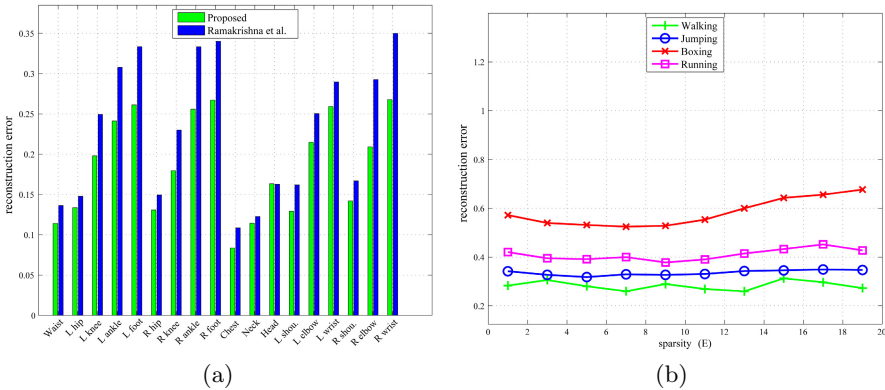 Proposed
Ramakrishna et al.
reconstruction error
0.35
0.3
0.25
0.2
0.15
0.1
0.05
0
Waist
L hip
L knee
L ankle
L foot
R hip
R knee
R ankle
R foot
Chest
Neck
Head
L shou.
L elbow
L wrist
R shou.
R elbow
R wrist
(a)
Walking
Jumping
Boxing
Running
reconstruction error
1.2
1
0.8
0.6
0.4
0.2
0 2 4 6 8 10 12 14 16 18 20
sparsity (E)
(b)